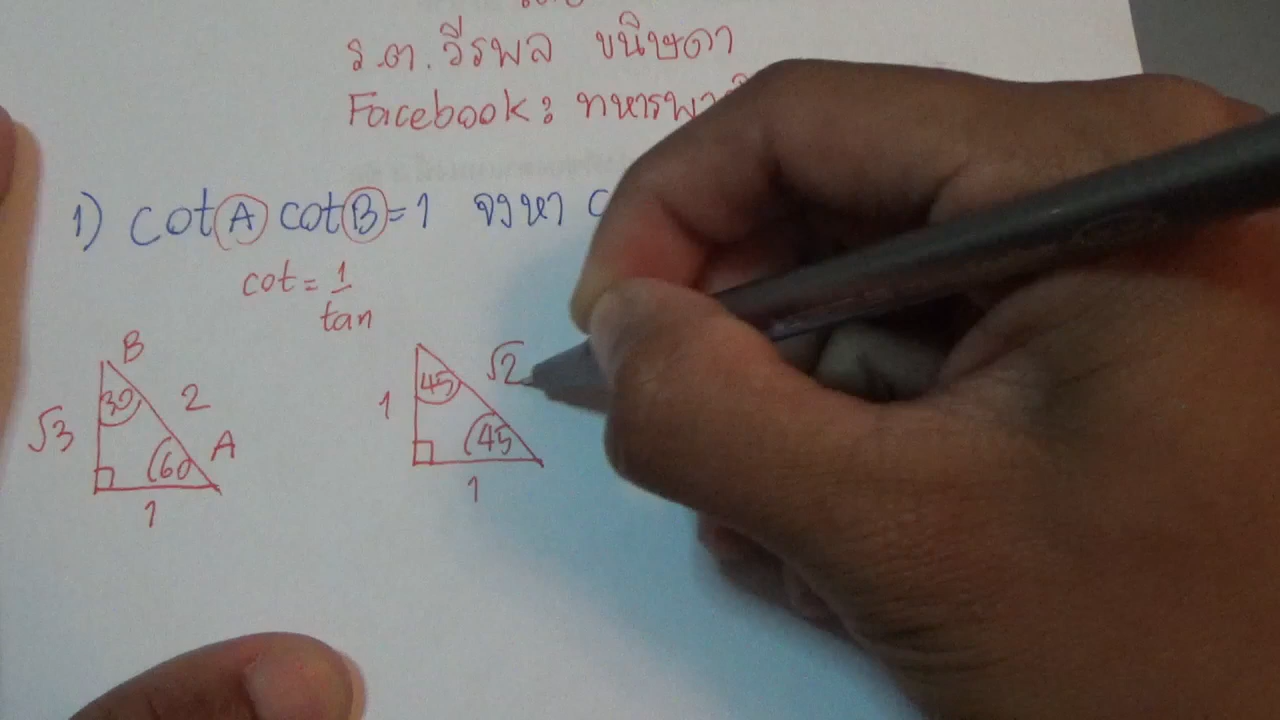 ร.ต. วีรพล ขนิษดา
Facebook: ทหารพา
1) cot A cot B = 1 จงหา
cot = 1
tan
B
30
2
√3
60
A
1
45
√2
1
45
1